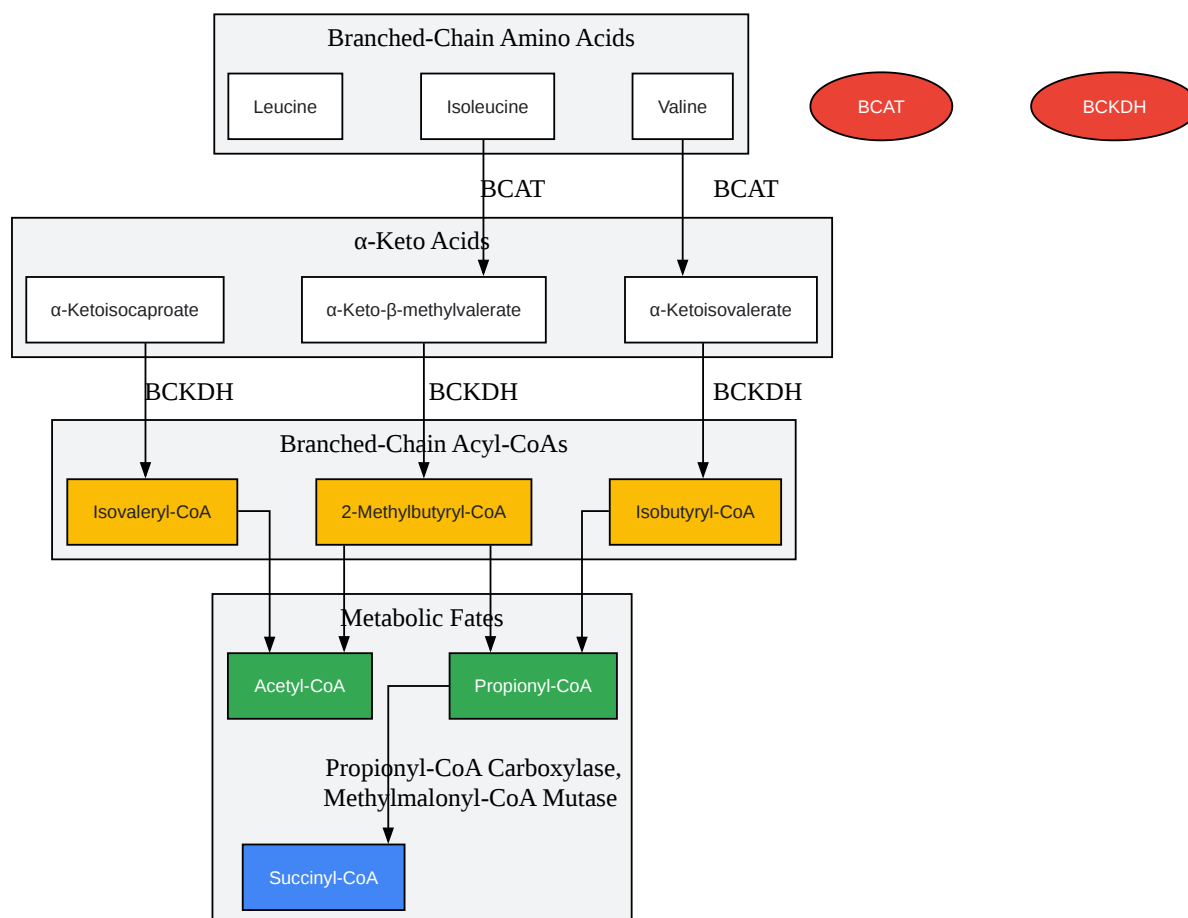 Branched-Chain Amino Acids
Leucine
Isoleucine
Valine
BCAT
BCKDH
BCAT
BCAT
α-Keto Acids
α-Ketoisocaproate
α-Keto-β-methylvalerate
α-Ketoisovalerate
BCKDH
BCKDH
BCKDH
Branched-Chain Acyl-CoAs
Isovaleryl-CoA
2-Methylbutyryl-CoA
Isobutyryl-CoA
Metabolic Fates
Acetyl-CoA
Propionyl-CoA
Propionyl-CoA Carboxylase,
Methylmalonyl-CoA Mutase
Succinyl-CoA